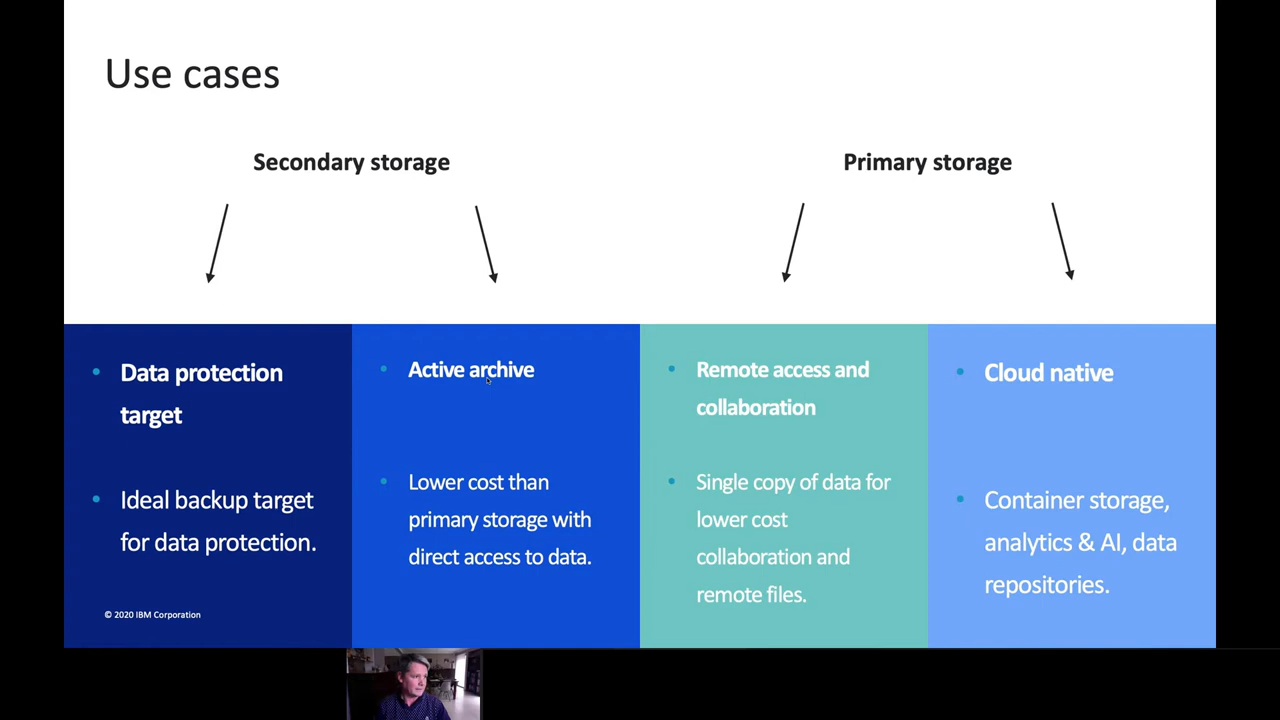 Use cases
Secondary storage
Primary storage
• Data protection
target
• Ideal backup target
for data protection.
© 2020 IBM Corporation
• Active archive
• Lower cost than
primary storage with
direct access to data.
• Remote access and
collaboration
• Single copy of data for
lower cost
collaboration and
remote files.
• Cloud native
• Container storage,
analytics & AI, data
repositories.